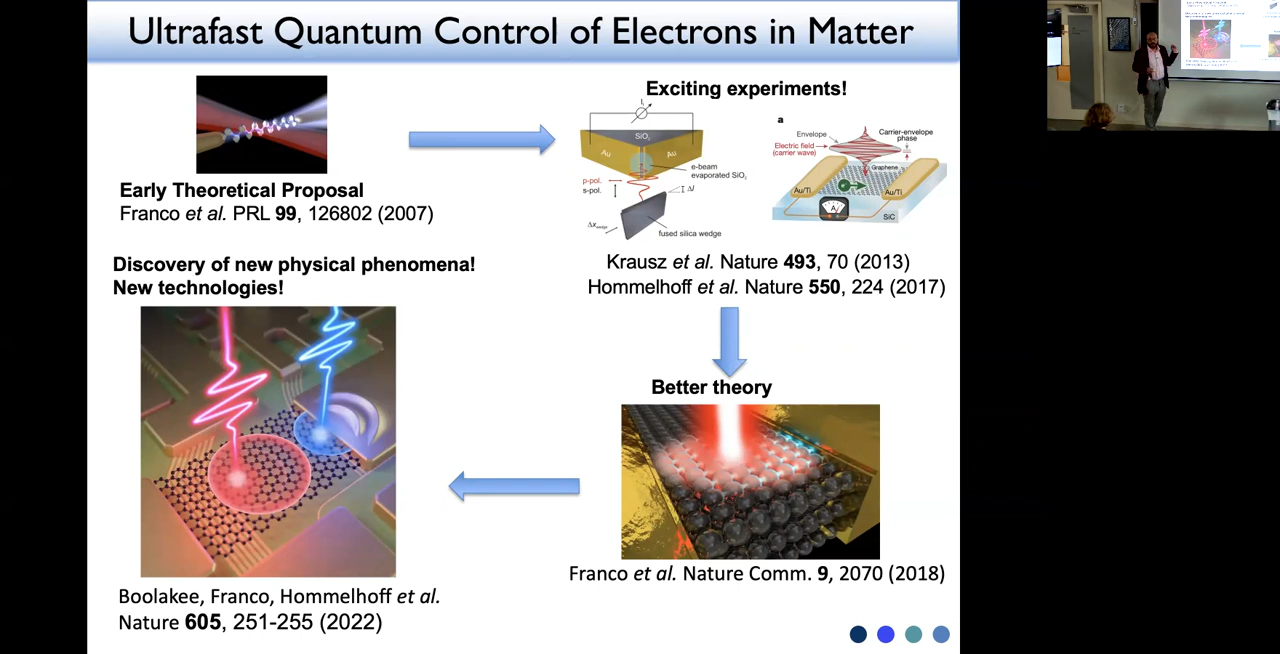 Ultrafast Quantum Control of Electrons in Matter
Early Theoretical Proposal
Franco et al. PRL 99, 126802 (2007)
Exciting experiments!
SiO₂
Au
Au
e-beam
evaporated SiO₂
p-pol.
s-pol.
Δl
Δx wedge
fused silica wedge
a
Envelope
Carrier-envelope
phase
Electric field
(carrier wave)
Graphene
Au/Ti
Au/Ti
A
SiC
Krausz et al. Nature 493, 70 (2013)
Hommelhoff et al. Nature 550, 224 (2017)
Better theory
Franco et al. Nature Comm. 9, 2070 (2018)
Discovery of new physical phenomena!
New technologies!
Boolakee, Franco, Hommelhoff et al.
Nature 605, 251-255 (2022)